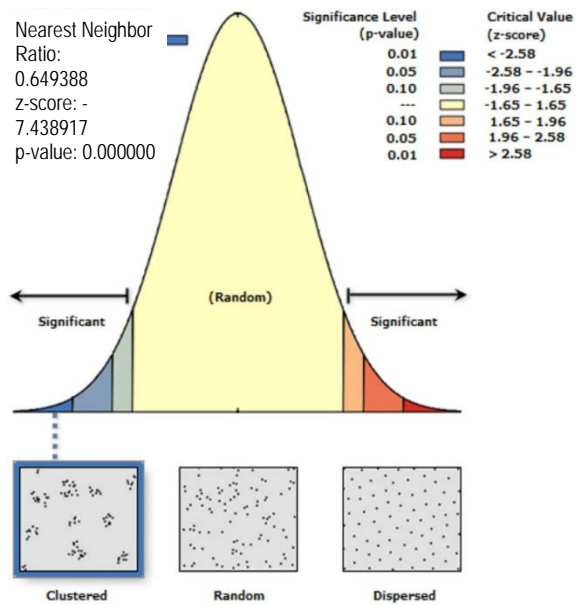 Nearest Neighbor
Ratio:
0.649388
z-score: -
7.438917
p-value: 0.000000
Significance Level
(p-value)
Critical Value
(z-score)
0.01 < -2.58
0.05 -2.58 – -1.96
0.10 -1.96 – -1.65
--- -1.65 – 1.65
0.10 1.65 – 1.96
0.05 1.96 – 2.58
0.01 > 2.58
(Random)
Significant
Significant
Clustered
Random
Dispersed